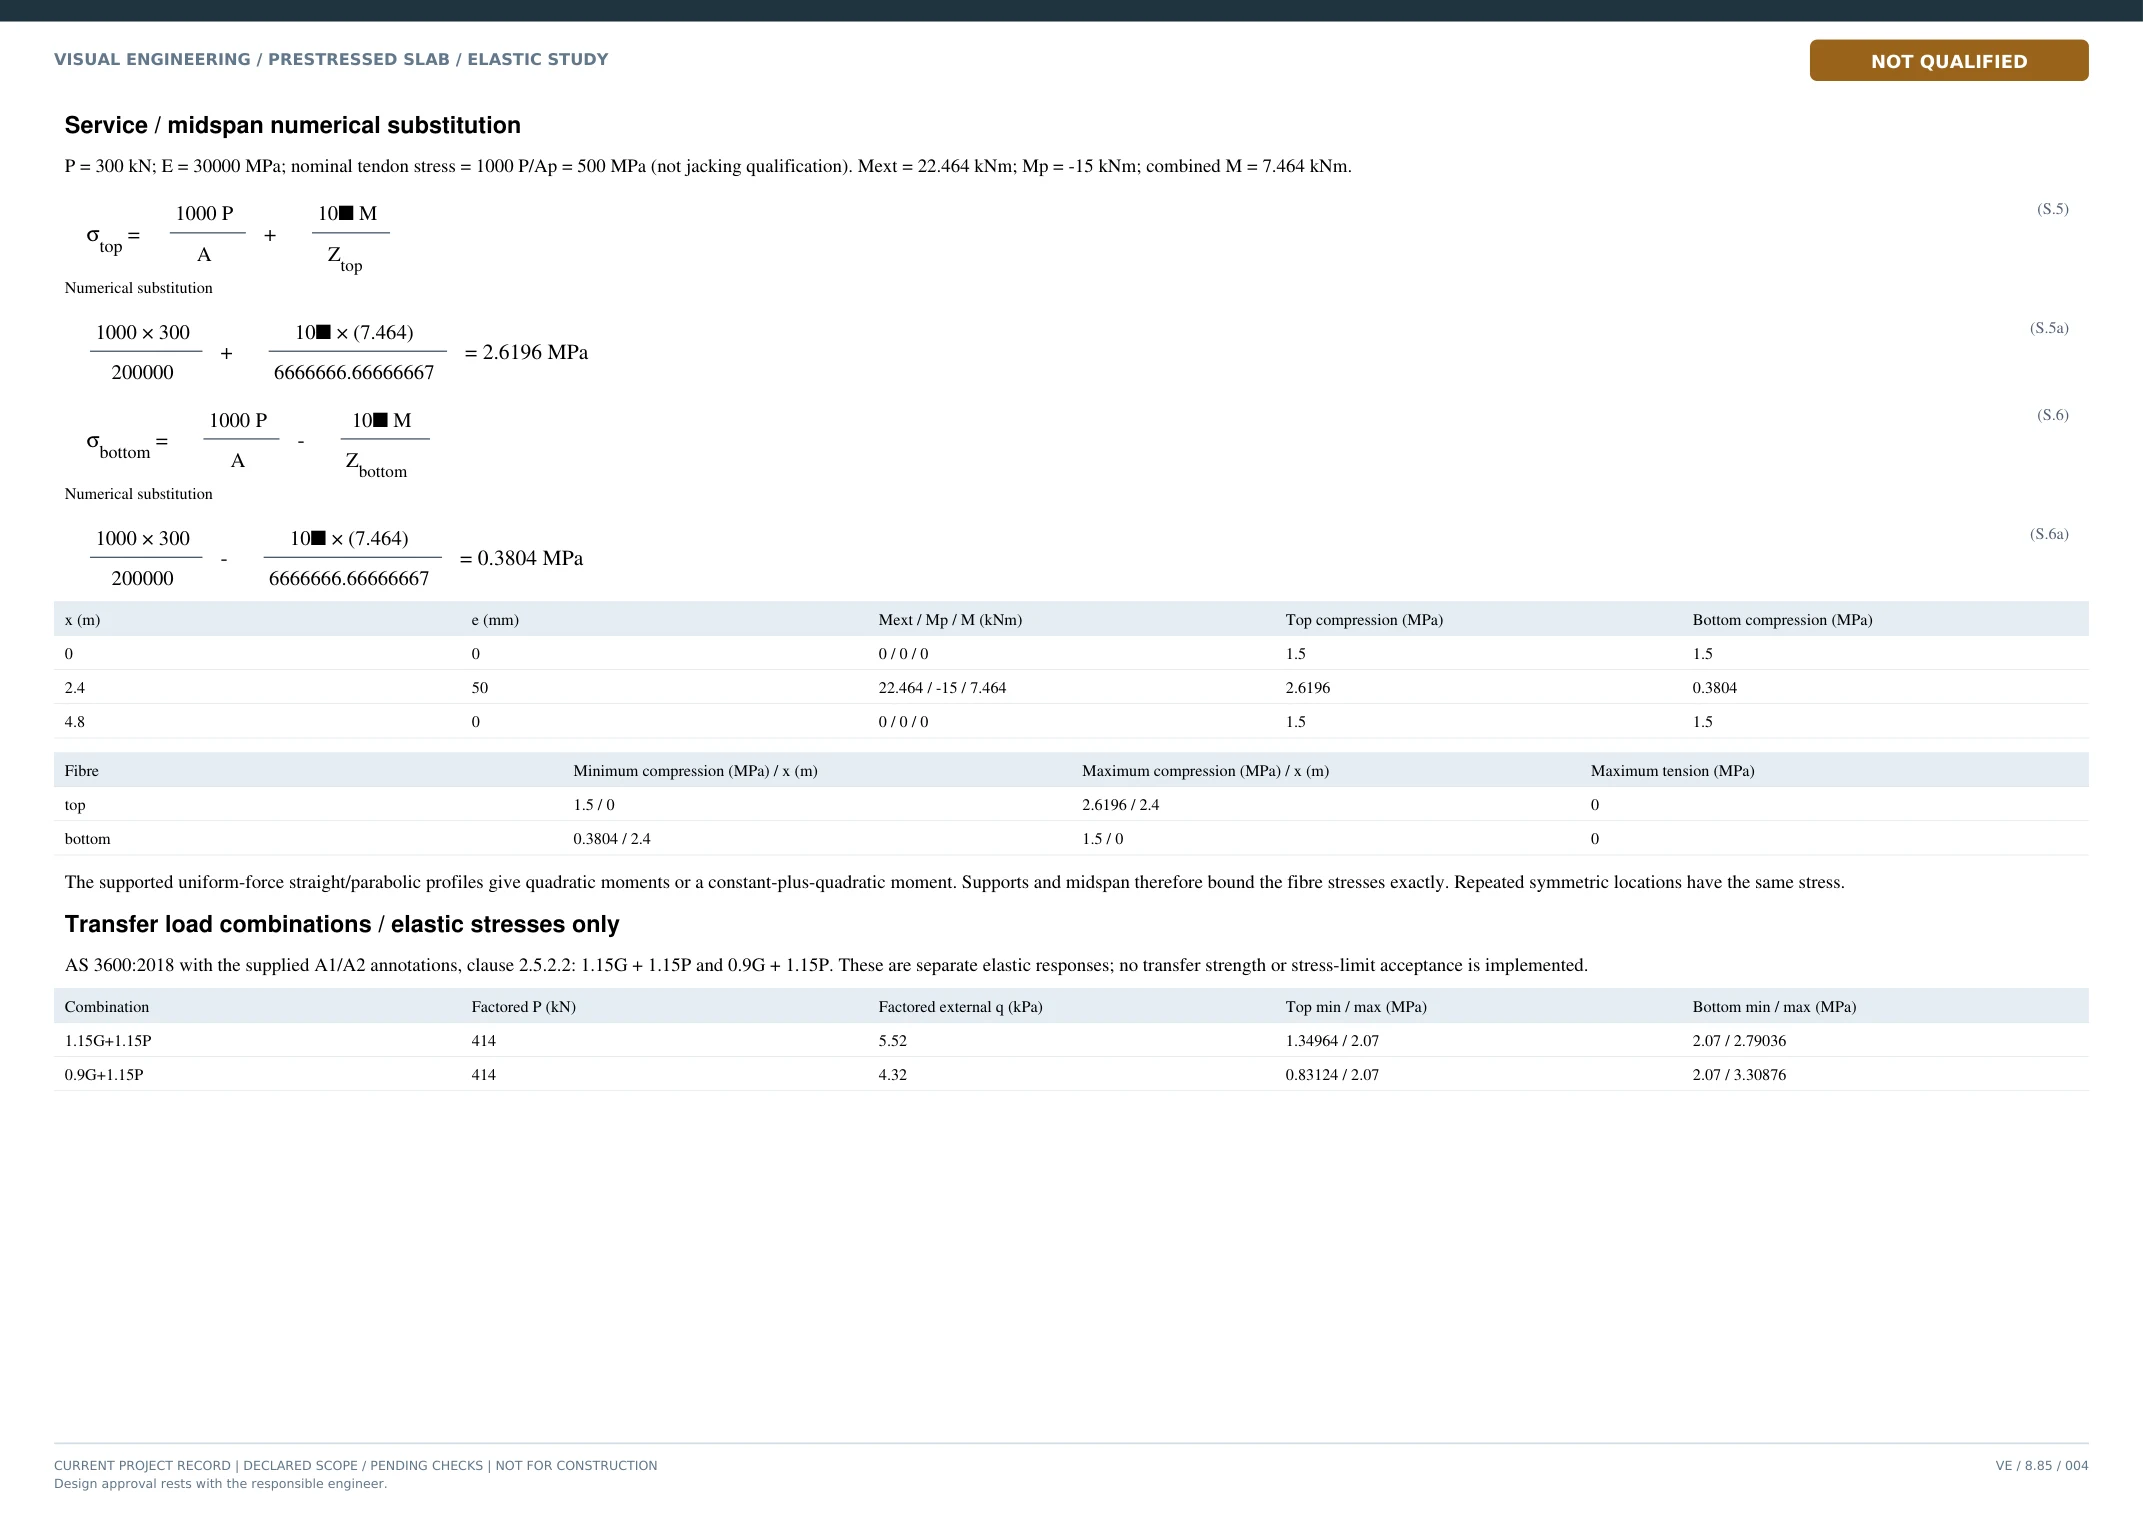 VISUAL ENGINEERING / PRESTRESSED SLAB / ELASTIC STUDY
NOT QUALIFIED
Service / midspan numerical substitution
P = 300 kN; E = 30000 MPa; nominal tendon stress = 1000 P/Ap = 500 MPa (not jacking qualification). Mext = 22.464 kNm; Mp = -15 kNm; combined M = 7.464 kNm.
σtop = 1000 P / A + 10■ M / Ztop (S.5)
Numerical substitution
1000 × 300 / 200000 + 10■ × (7.464) / 6666666.66666667 = 2.6196 MPa (S.5a)
σbottom = 1000 P / A - 10■ M / Zbottom (S.6)
Numerical substitution
1000 × 300 / 200000 - 10■ × (7.464) / 6666666.66666667 = 0.3804 MPa (S.6a)
x (m) e (mm) Mext / Mp / M (kNm) Top compression (MPa) Bottom compression (MPa)
0 0 0 / 0 / 0 1.5 1.5
2.4 50 22.464 / -15 / 7.464 2.6196 0.3804
4.8 0 0 / 0 / 0 1.5 1.5
Fibre Minimum compression (MPa) / x (m) Maximum compression (MPa) / x (m) Maximum tension (MPa)
top 1.5 / 0 2.6196 / 2.4 0
bottom 0.3804 / 2.4 1.5 / 0 0
The supported uniform-force straight/parabolic profiles give quadratic moments or a constant-plus-quadratic moment. Supports and midspan therefore bound the fibre stresses exactly. Repeated symmetric locations have the same stress.
Transfer load combinations / elastic stresses only
AS 3600:2018 with the supplied A1/A2 annotations, clause 2.5.2.2: 1.15G + 1.15P and 0.9G + 1.15P. These are separate elastic responses; no transfer strength or stress-limit acceptance is implemented.
Combination Factored P (kN) Factored external q (kPa) Top min / max (MPa) Bottom min / max (MPa)
1.15G+1.15P 414 5.52 1.34964 / 2.07 2.07 / 2.79036
0.9G+1.15P 414 4.32 0.83124 / 2.07 2.07 / 3.30876
CURRENT PROJECT RECORD | DECLARED SCOPE / PENDING CHECKS | NOT FOR CONSTRUCTION
VE / 8.85 / 004
Design approval rests with the responsible engineer.